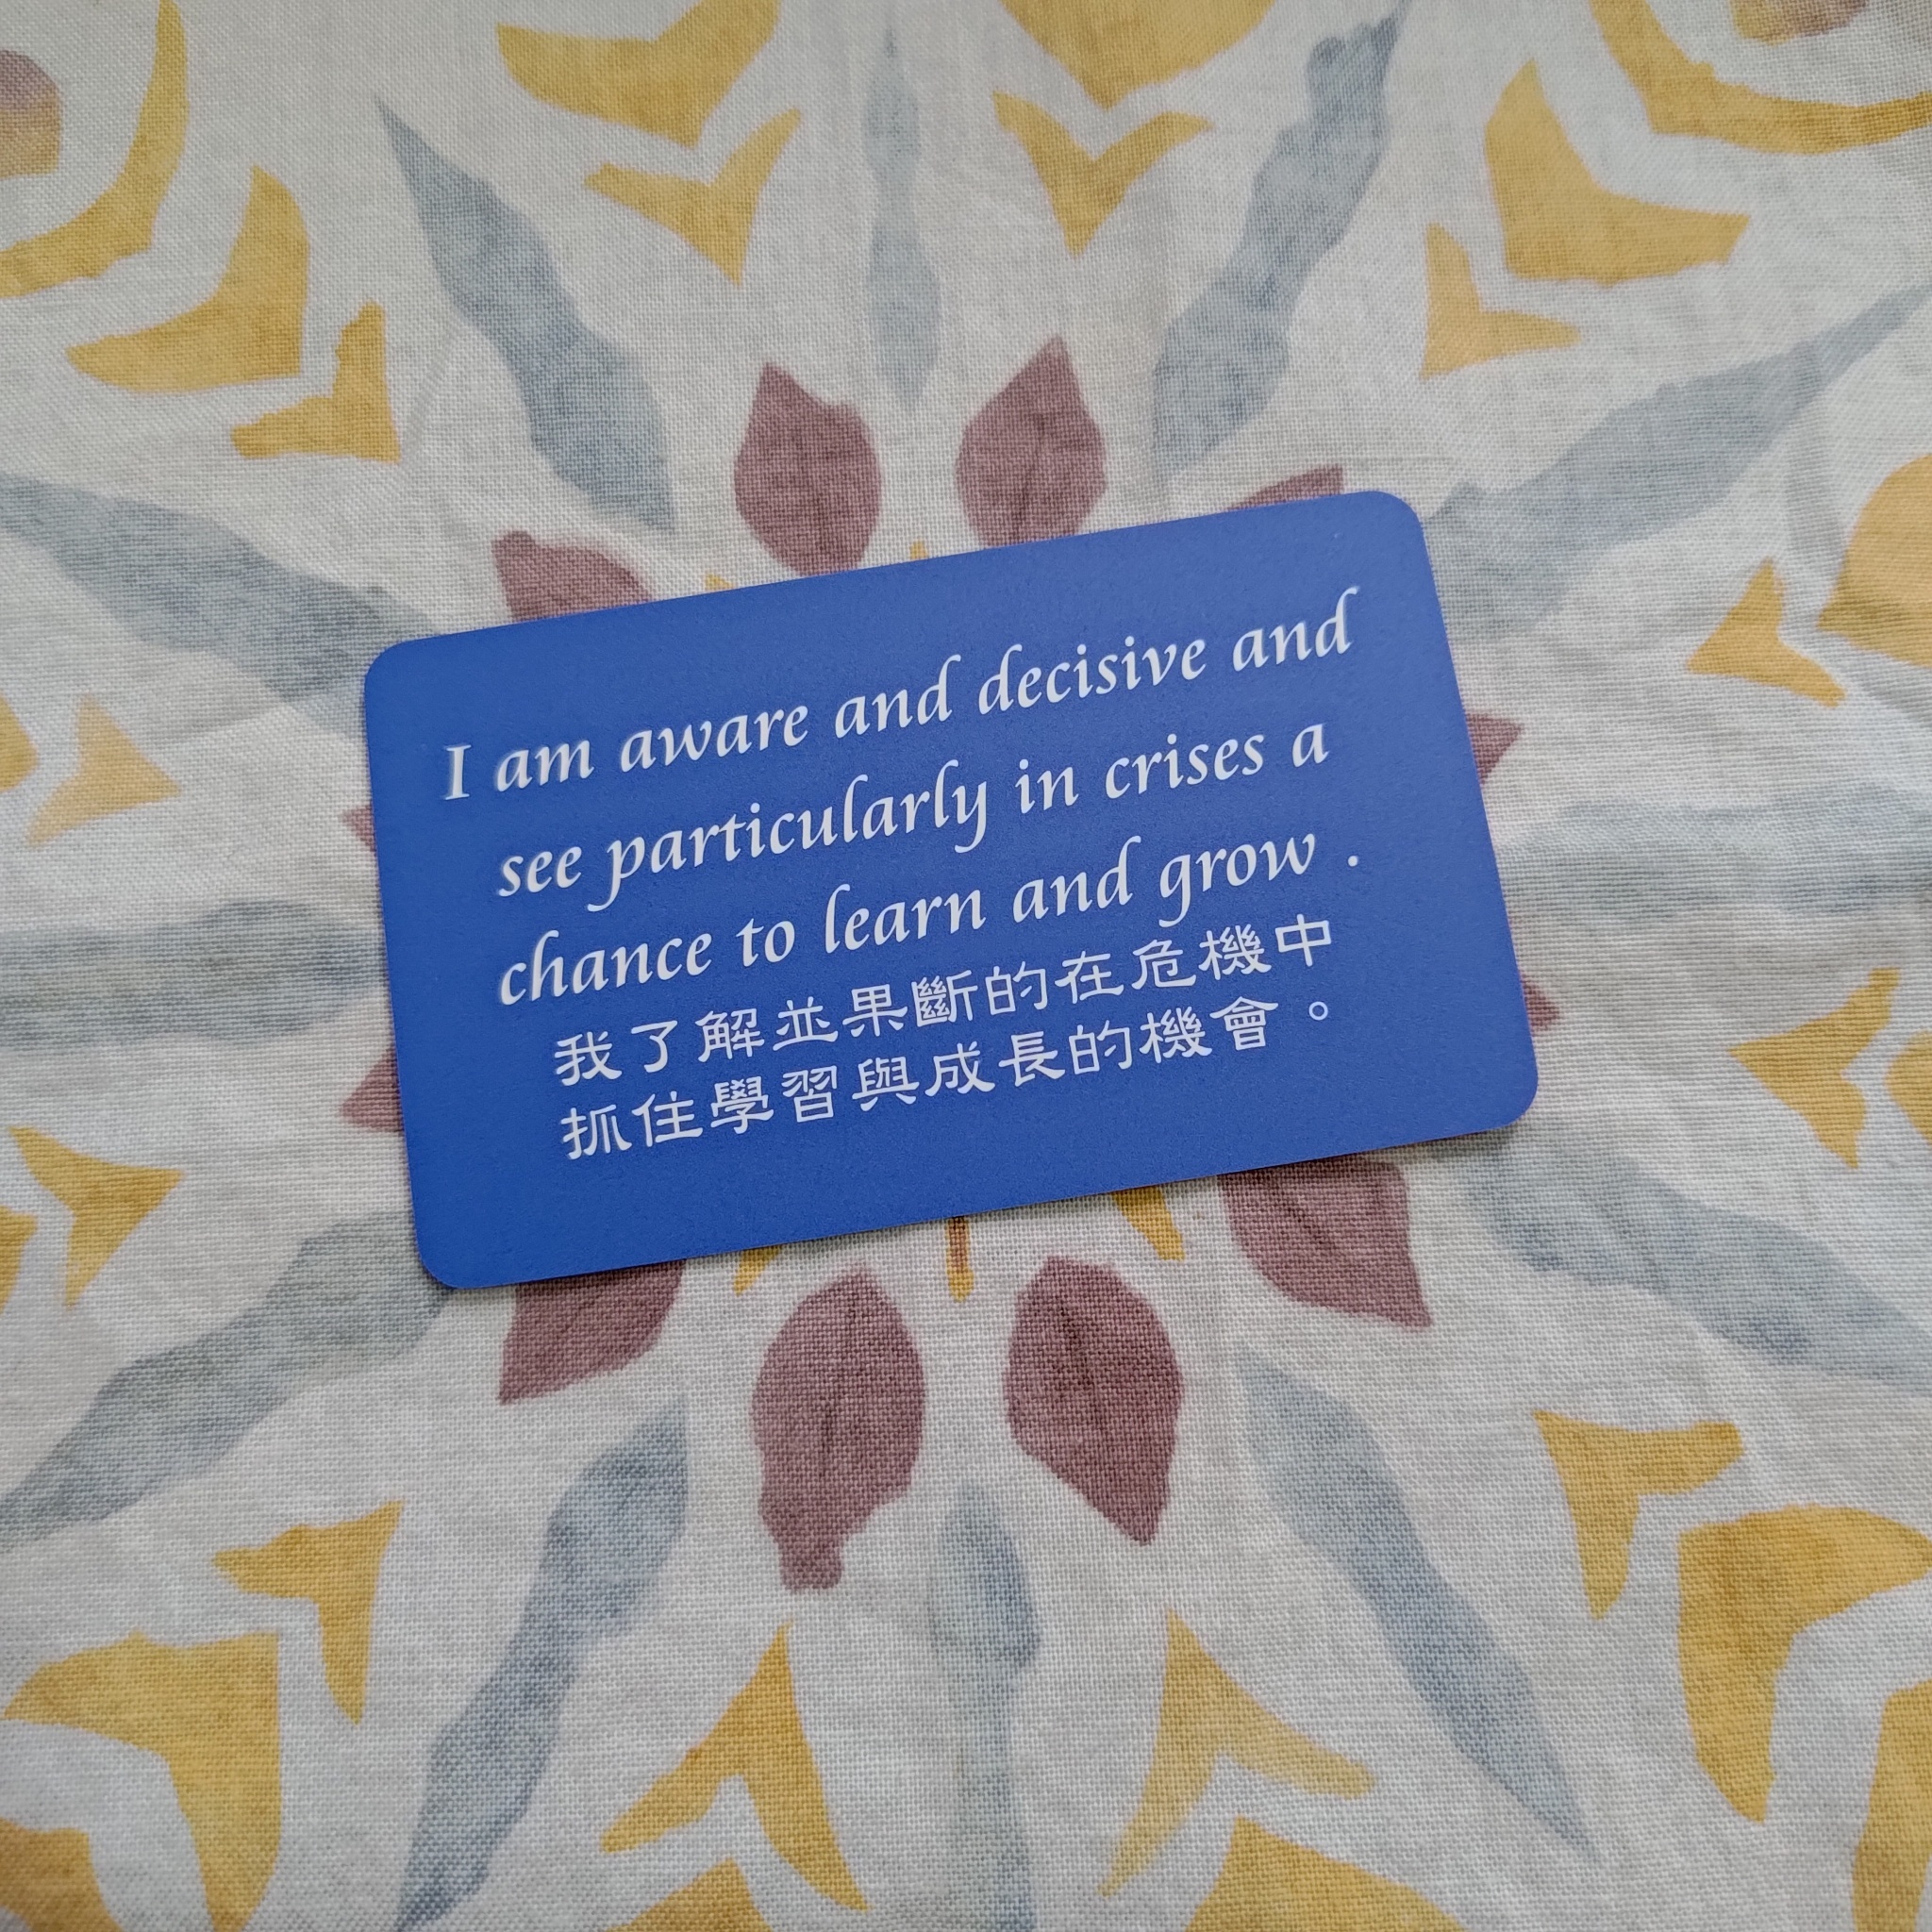 I am aware and decisive and
see particularly in crises a
chance to learn and grow .
我了解並果斷的在危機中
抓住學習與成長的機會。